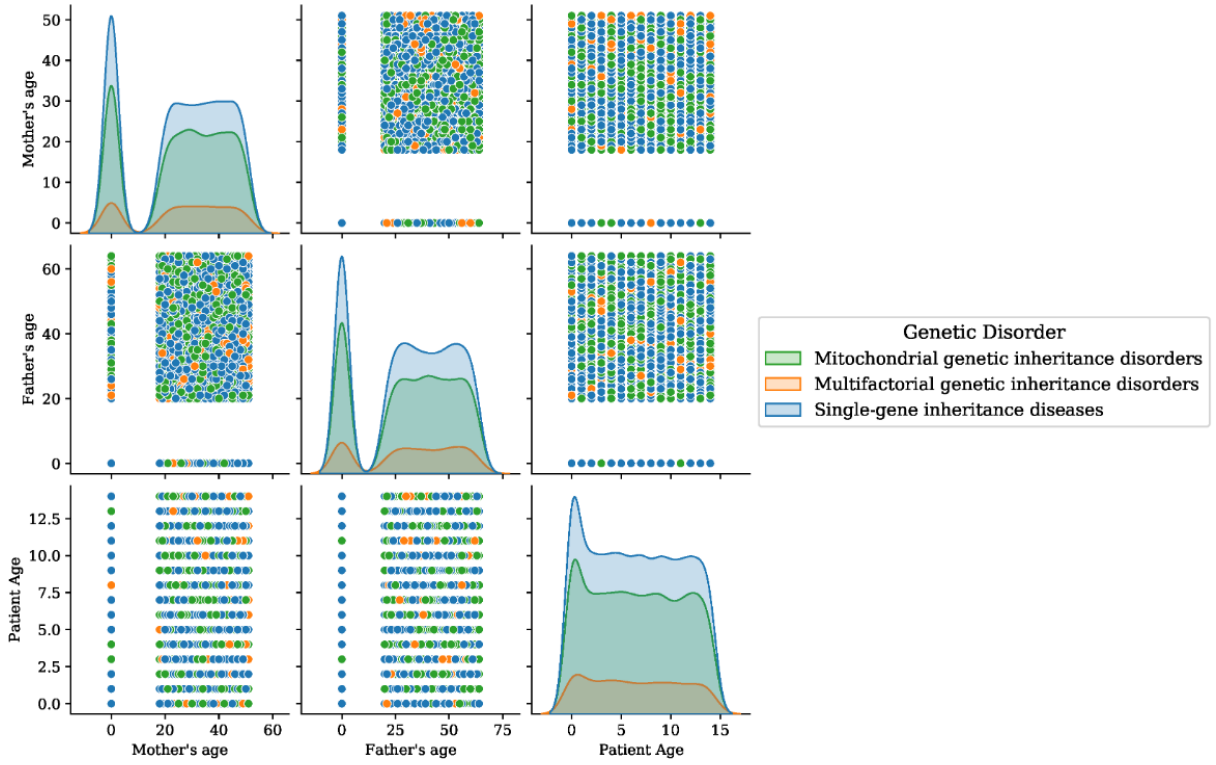 50
40
30
20
10
0
Mother's age
60
40
20
0
Father's age
12.5
10.0
7.5
5.0
2.5
0.0
Patient Age
0 30 60
Mother's age
0 25 50 75
Father's age
0 5 10 15
Patient Age
Genetic Disorder
Mitochondrial genetic inheritance disorders
Multifactorial genetic inheritance disorders
Single-gene inheritance diseases